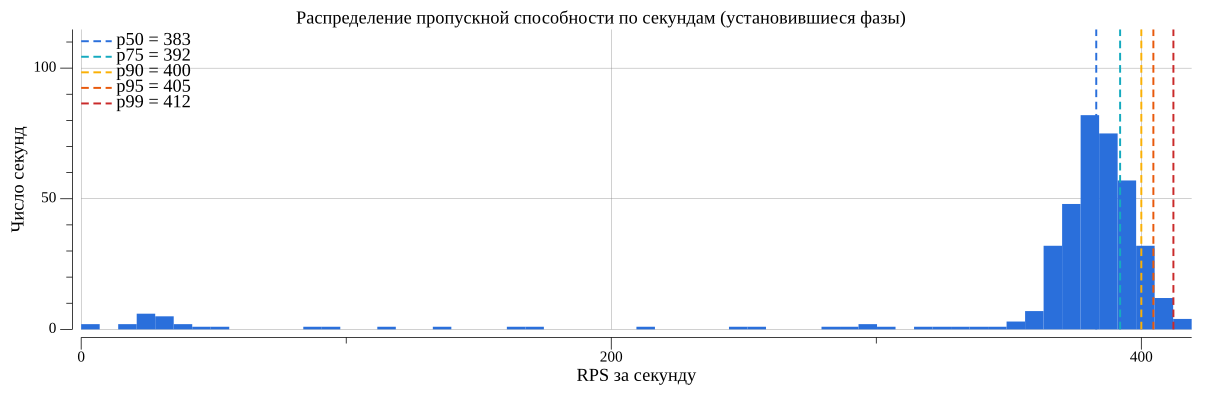 Распределение пропускной способности по секундам (установившиеся фазы)
p50 = 383
p75 = 392
p90 = 400
p95 = 405
p99 = 412
Число секунд
100
50
0
0
200
400
RPS за секунду